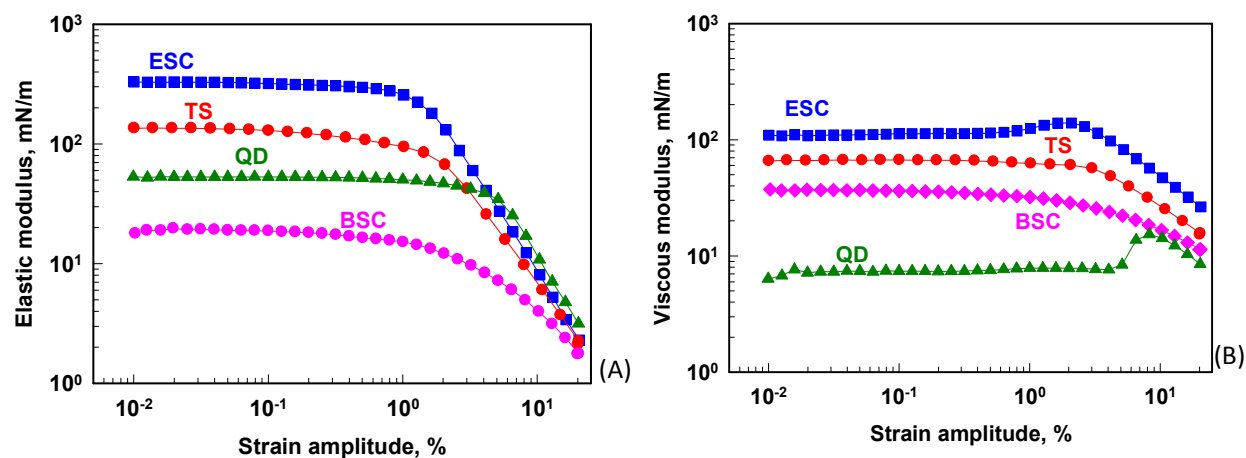 Elastic modulus, mN/m
10³
10²
10¹
10⁰
ESC
TS
QD
BSC
10⁻² 10⁻¹ 10⁰ 10¹
Strain amplitude, %
(A)
Viscous modulus, mN/m
10³
10²
10¹
10⁰
ESC
TS
BSC
QD
10⁻² 10⁻¹ 10⁰ 10¹
Strain amplitude, %
(B)